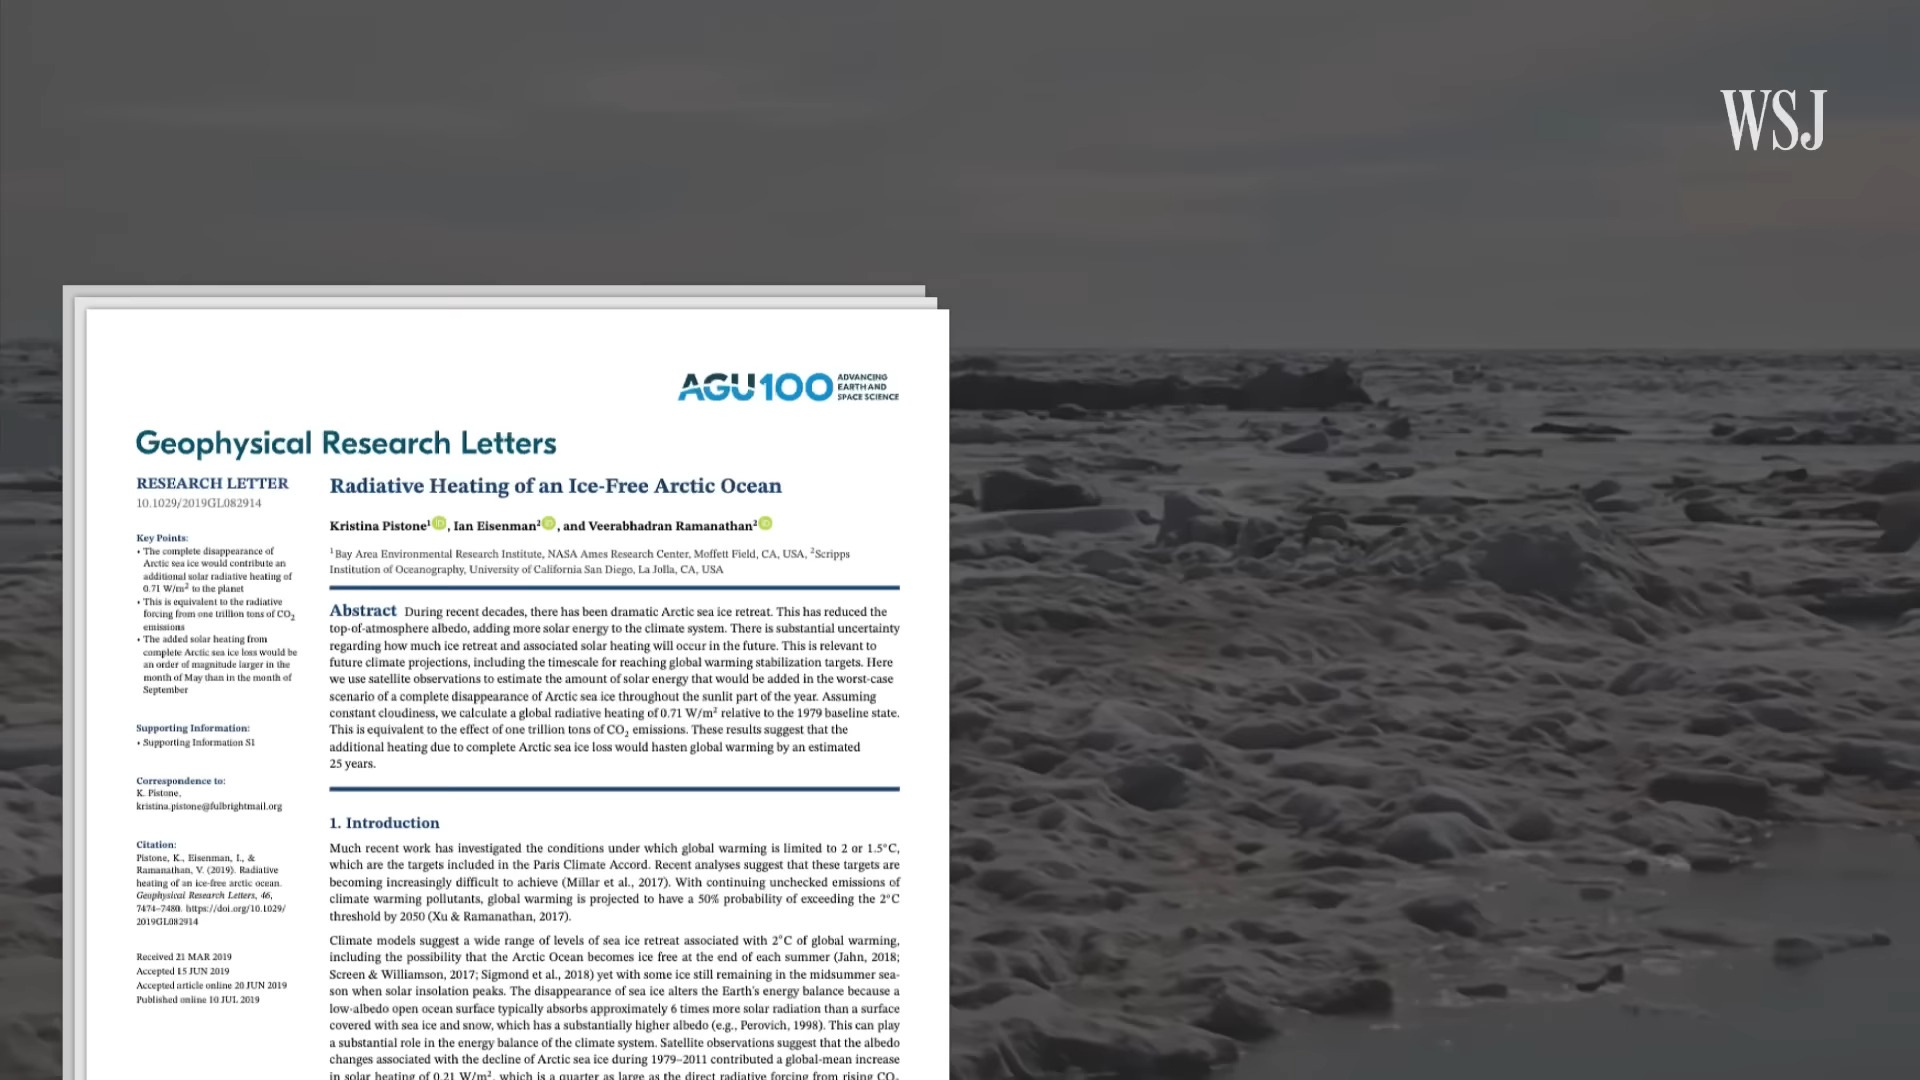 WSJ
AGU100 ADVANCING
EARTH AND
SPACE SCIENCE
Geophysical Research Letters
RESEARCH LETTER
10.1029/2019GL082914
Key Points:
• The complete disappearance of
Arctic sea ice would contribute an
additional solar radiative heating of
0.71 W/m² to the planet
• This is equivalent to the radiative
forcing from one trillion tons of CO₂
emissions
• The added solar heating from
complete Arctic sea ice loss would be
an order of magnitude larger in the
month of May than in the month of
September
Supporting Information:
• Supporting Information S1
Correspondence to:
K. Pistone,
kristina.pistone@fulbrightmail.org
Citation:
Pistone, K., Eisenman, I., &
Ramanathan, V. (2019). Radiative
heating of an ice-free arctic ocean.
Geophysical Research Letters, 46,
7474–7480. https://doi.org/10.1029/
2019GL082914
Received 21 MAR 2019
Accepted 15 JUN 2019
Accepted article online 20 JUN 2019
Published online 10 JUL 2019
Radiative Heating of an Ice-Free Arctic Ocean
Kristina Pistone¹ iD, Ian Eisenman² iD, and Veerabhadran Ramanathan² iD
¹Bay Area Environmental Research Institute, NASA Ames Research Center, Moffett Field, CA, USA, ²Scripps
Institution of Oceanography, University of California San Diego, La Jolla, CA, USA
Abstract During recent decades, there has been dramatic Arctic sea ice retreat. This has reduced the
top-of-atmosphere albedo, adding more solar energy to the climate system. There is substantial uncertainty
regarding how much ice retreat and associated solar heating will occur in the future. This is relevant to
future climate projections, including the timescale for reaching global warming stabilization targets. Here
we use satellite observations to estimate the amount of solar energy that would be added in the worst-case
scenario of a complete disappearance of Arctic sea ice throughout the sunlit part of the year. Assuming
constant cloudiness, we calculate a global radiative heating of 0.71 W/m² relative to the 1979 baseline state.
This is equivalent to the effect of one trillion tons of CO₂ emissions. These results suggest that the
additional heating due to complete Arctic sea ice loss would hasten global warming by an estimated
25 years.
1. Introduction
Much recent work has investigated the conditions under which global warming is limited to 2 or 1.5°C,
which are the targets included in the Paris Climate Accord. Recent analyses suggest that these targets are
becoming increasingly difficult to achieve (Millar et al., 2017). With continuing unchecked emissions of
climate warming pollutants, global warming is projected to have a 50% probability of exceeding the 2°C
threshold by 2050 (Xu & Ramanathan, 2017).
Climate models suggest a wide range of levels of sea ice retreat associated with 2°C of global warming,
including the possibility that the Arctic Ocean becomes ice free at the end of each summer (Jahn, 2018;
Screen & Williamson, 2017; Sigmond et al., 2018) yet with some ice still remaining in the midsummer sea-
son when solar insolation peaks. The disappearance of sea ice alters the Earth's energy balance because a
low-albedo open ocean surface typically absorbs approximately 6 times more solar radiation than a surface
covered with sea ice and snow, which has a substantially higher albedo (e.g., Perovich, 1998). This can play
a substantial role in the energy balance of the climate system. Satellite observations suggest that the albedo
changes associated with the decline of Arctic sea ice during 1979–2011 contributed a global-mean increase
in solar heating of 0.21 W/m², which is a quarter as large as the direct radiative forcing from rising CO₂